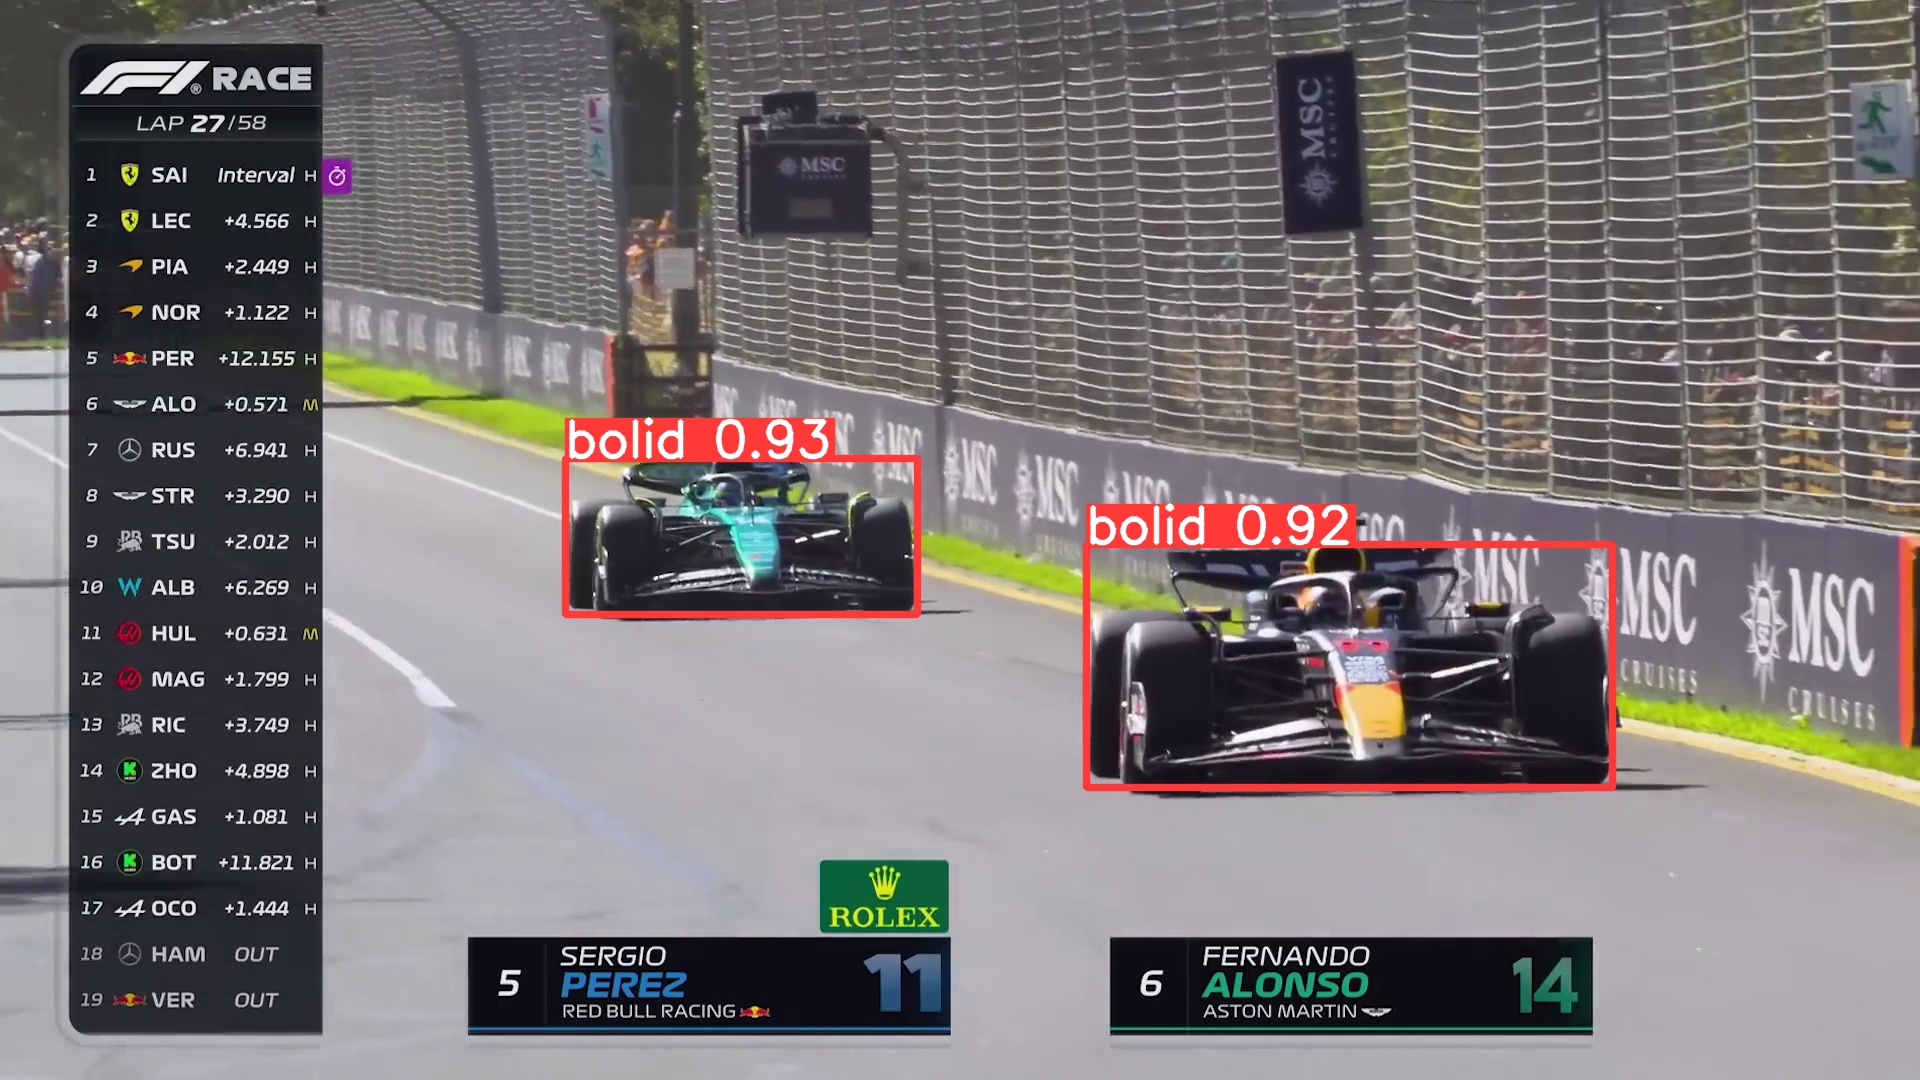 F1® RACE
LAP 27/58
1 SAI Interval H
2 LEC +4.566 H
3 PIA +2.449 H
4 NOR +1.122 H
5 PER +12.155 H
6 ALO +0.571 M
7 RUS +6.941 H
8 STR +3.290 H
9 TSU +2.012 H
10 ALB +6.269 H
11 HUL +0.631 M
12 MAG +1.799 H
13 RIC +3.749 H
14 ZHO +4.898 H
15 GAS +1.081 H
16 BOT +11.821 H
17 OCO +1.444 H
18 HAM OUT
19 VER OUT
MSC
MSC
bolid 0.93
bolid 0.92
MSC
MSC
MSC
MSC
MSC
CRUISES
MSC
CRUISES
ROLEX
5 SERGIO
PEREZ 11
RED BULL RACING
6 FERNANDO
ALONSO 14
ASTON MARTIN